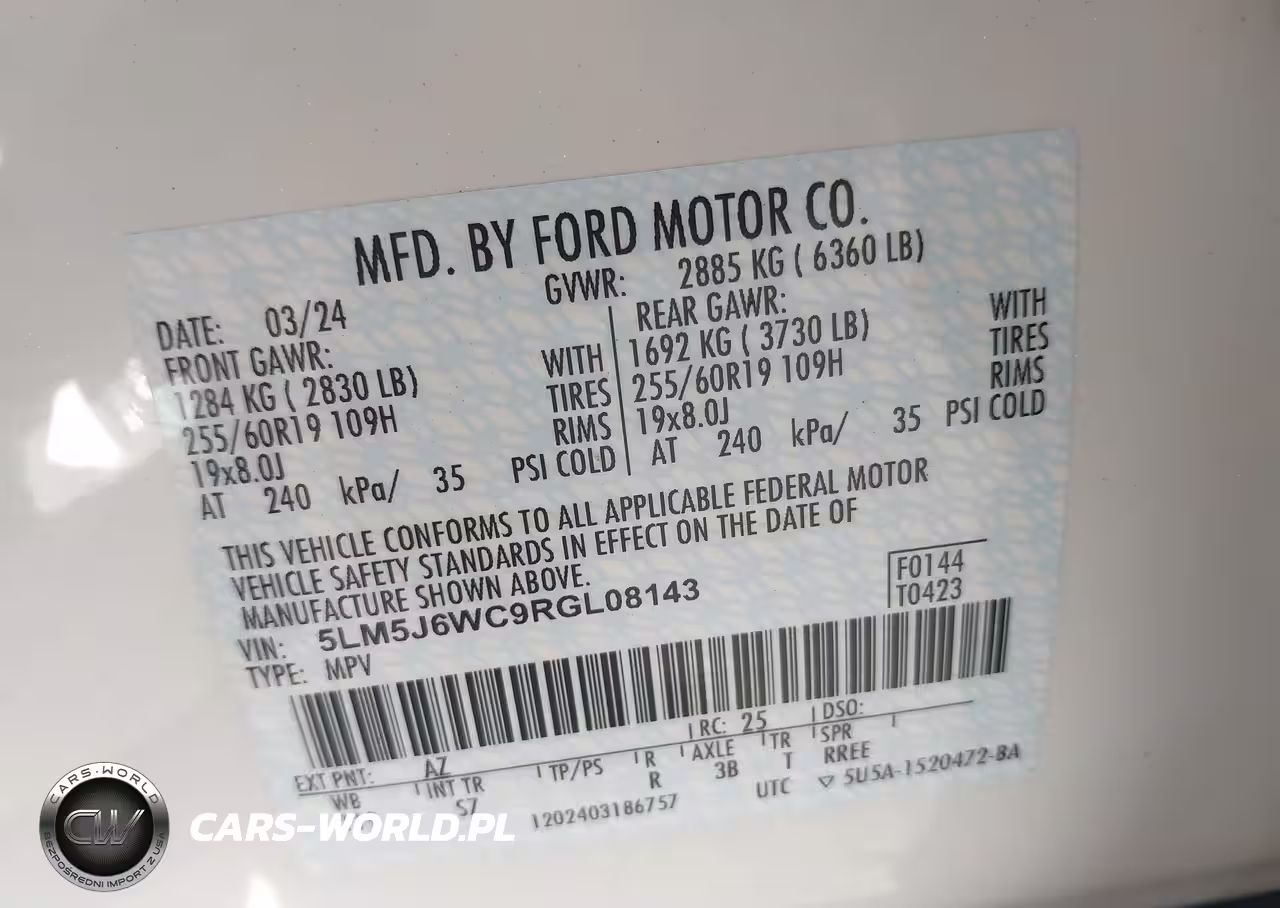 MFD. BY FORD MOTOR CO.
DATE: 03/24
GVWR: 2885 KG ( 6360 LB)
FRONT GAWR:
1284 KG ( 2830 LB) WITH
255/60R19 109H TIRES
19x8.0J RIMS
AT 240 kPa/ 35 PSI COLD
REAR GAWR:
1692 KG ( 3730 LB) WITH
255/60R19 109H TIRES
19x8.0J RIMS
AT 240 kPa/ 35 PSI COLD
THIS VEHICLE CONFORMS TO ALL APPLICABLE FEDERAL MOTOR
VEHICLE SAFETY STANDARDS IN EFFECT ON THE DATE OF
MANUFACTURE SHOWN ABOVE.
F0144
T0423
VIN: 5LM5J6WC9RGL08143
TYPE: MPV
EXT PNT: AZ RC: 25 DSO:
WB INT TR TP/PS R AXLE TR SPR
S7 R 3B T RREE
1202403186757 UTC ▽ 5U5A-1520472-BA
CARS-WORLD
CW
BEZPOŚREDNI IMPORT Z USA
CARS-WORLD.PL